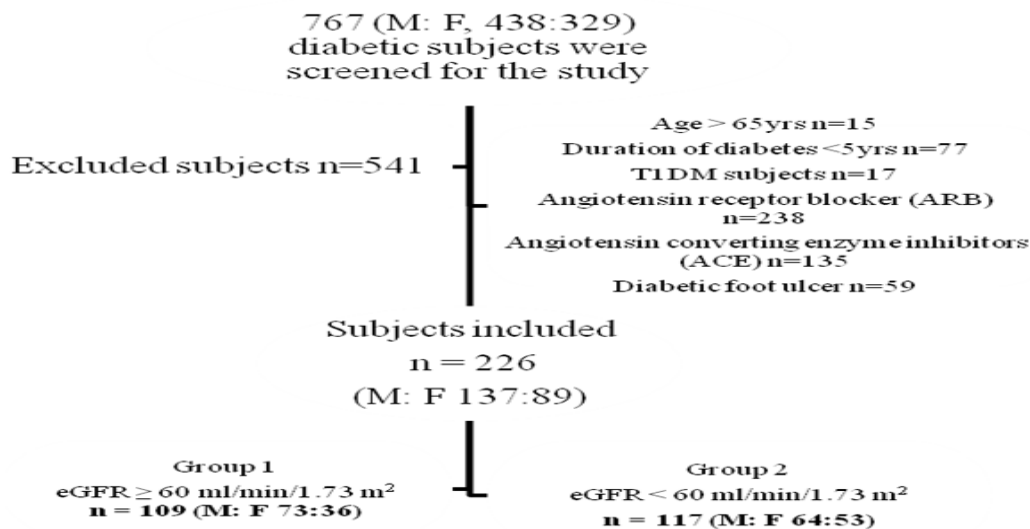 767 (M: F, 438:329)
diabetic subjects were
screened for the study
Excluded subjects n=541
Age > 65yrs n=15
Duration of diabetes <5yrs n=77
T1DM subjects n=17
Angiotensin receptor blocker (ARB)
n=238
Angiotensin converting enzyme inhibitors
(ACE) n=135
Diabetic foot ulcer n=59
Subjects included
n = 226
(M: F 137:89)
Group 1
eGFR ≥ 60 ml/min/1.73 m²
n = 109 (M: F 73:36)
Group 2
eGFR < 60 ml/min/1.73 m²
n = 117 (M: F 64:53)